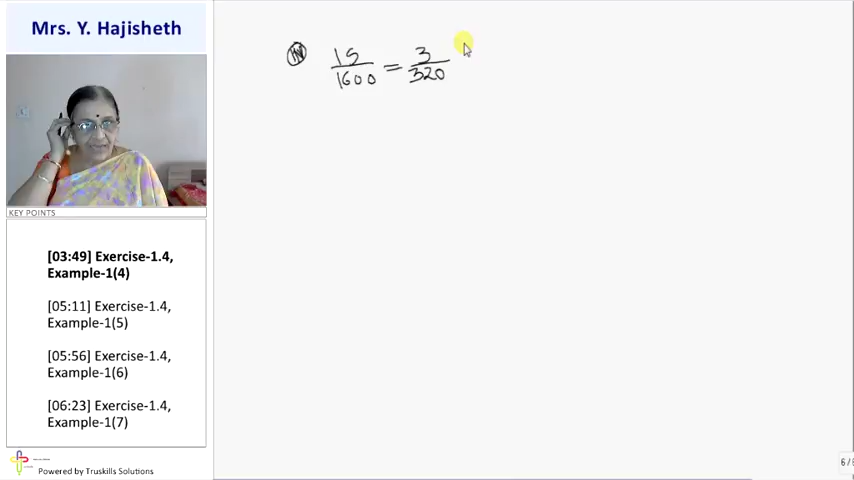 Mrs. Y. Hajisheth
KEY POINTS
[03:49] Exercise-1.4,
Example-1(4)
[05:11] Exercise-1.4,
Example-1(5)
[05:56] Exercise-1.4,
Example-1(6)
[06:23] Exercise-1.4,
Example-1(7)
Powered by Truskills Solutions
(iv) 15/1600 = 3/320
6/